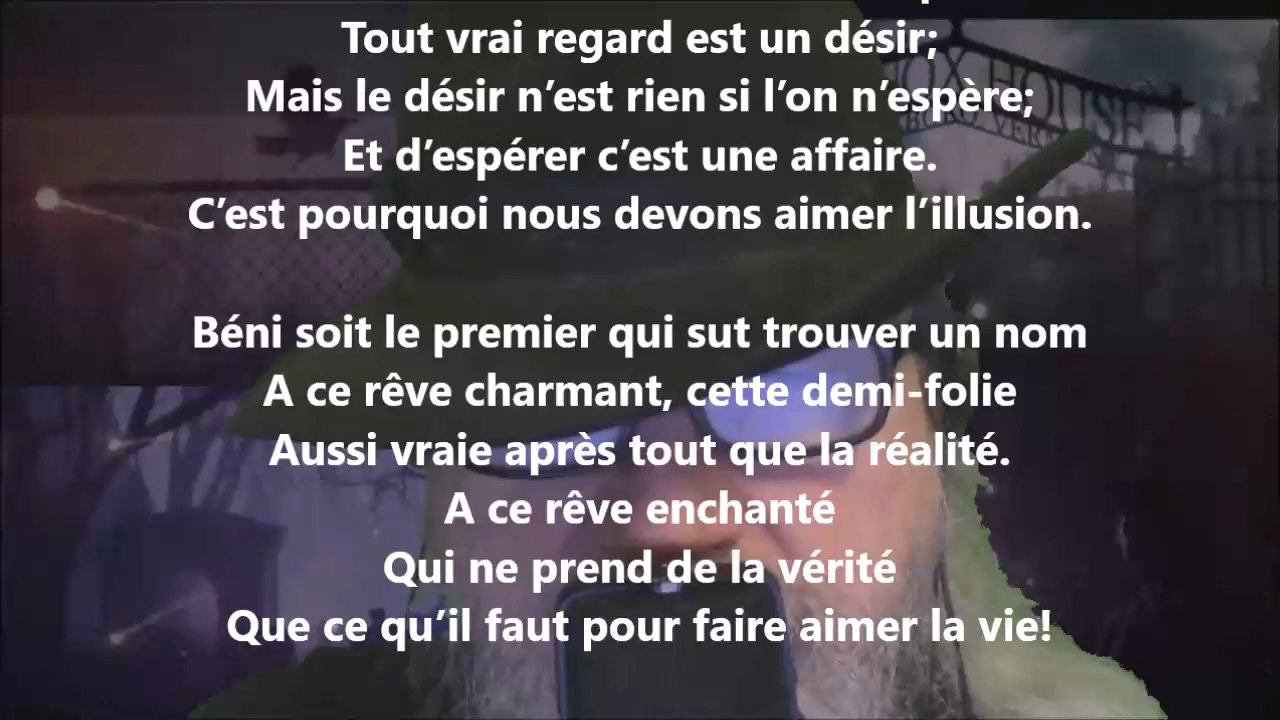 Tout vrai regard est un désir;
Mais le désir n’est rien si l’on n’espère;
Et d’espérer c’est une affaire.
C’est pourquoi nous devons aimer l’illusion.
Béni soit le premier qui sut trouver un nom
A ce rêve charmant, cette demi-folie
Aussi vraie après tout que la réalité.
A ce rêve enchanté
Qui ne prend de la vérité
Que ce qu’il faut pour faire aimer la vie!